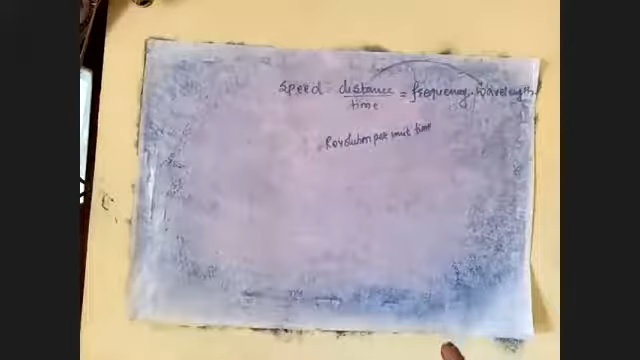 Speed = distance/time = frequency. Wavelength
Revolution per unit time